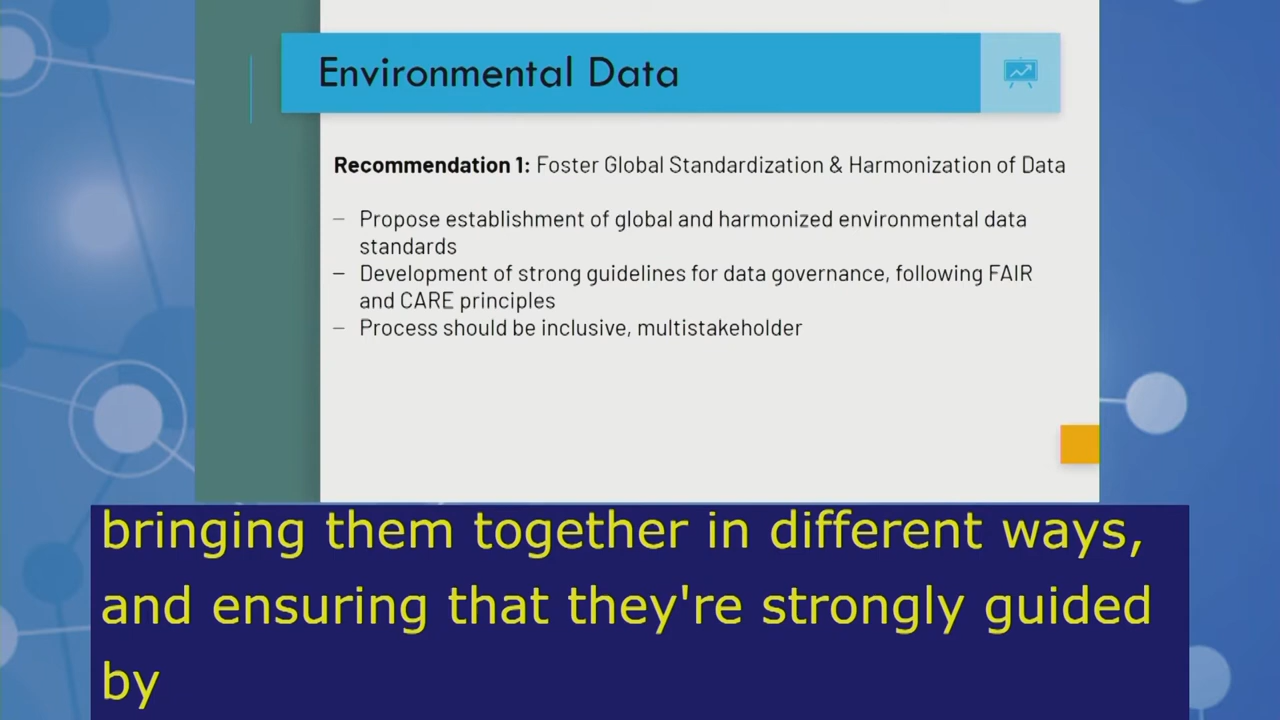 Environmental Data
Recommendation 1: Foster Global Standardization & Harmonization of Data
– Propose establishment of global and harmonized environmental data
standards
– Development of strong guidelines for data governance, following FAIR
and CARE principles
– Process should be inclusive, multistakeholder
bringing them together in different ways,
and ensuring that they're strongly guided
by